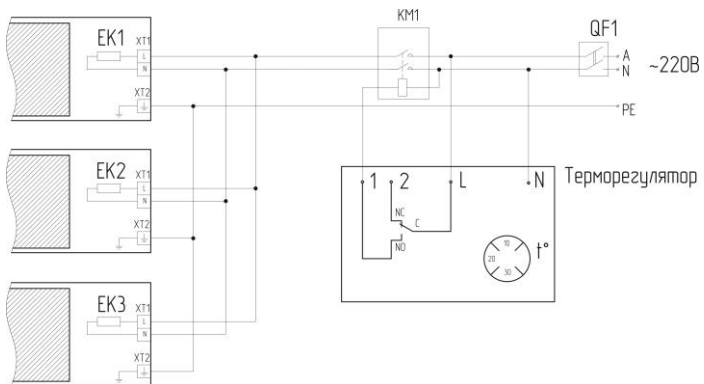 KM1
QF1
EK1
XT1
L
N
A
N
~220В
XT2
PE
EK2
XT1
L
N
XT2
1
2
L
N
Терморегулятор
NC
C
NO
10
20
30
t°
EK3
XT1
L
N
XT2